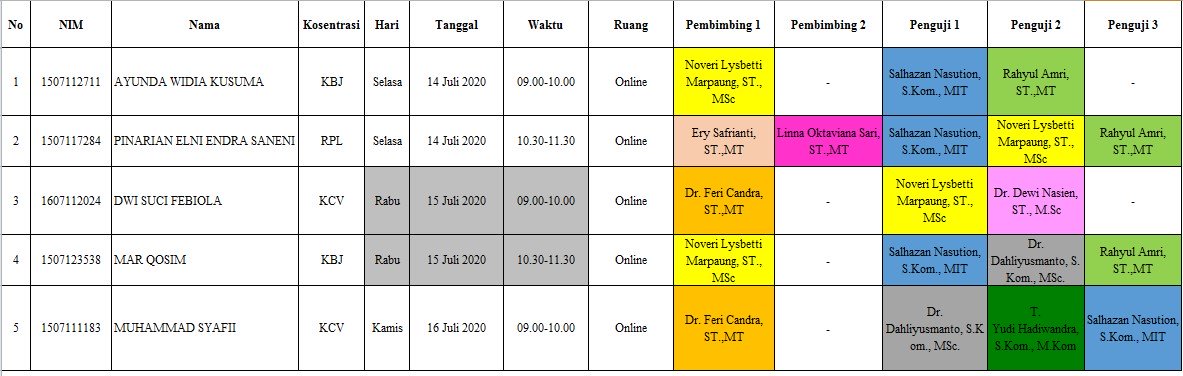 No NIM Nama Kosentrasi Hari Tanggal Waktu Ruang Pembimbing 1 Pembimbing 2 Penguji 1 Penguji 2 Penguji 3
1 1507112711 AYUNDA WIDIA KUSUMA KBJ Selasa 14 Juli 2020 09.00-10.00 Online Noveri Lysbetti Marpaung, ST., MSc - Salhazan Nasution, S.Kom., MIT Rahyul Amri, ST.,MT -
2 1507117284 PINARIAN ELNI ENDRA SANENI RPL Selasa 14 Juli 2020 10.30-11.30 Online Ery Safrianti, ST.,MT Linna Oktaviana Sari, ST.,MT Salhazan Nasution, S.Kom., MIT Noveri Lysbetti Marpaung, ST., MSc Rahyul Amri, ST.,MT
3 1607112024 DWI SUCI FEBIOLA KCV Rabu 15 Juli 2020 09.00-10.00 Online Dr. Feri Candra, ST.,MT - Noveri Lysbetti Marpaung, ST., MSc Dr. Dewi Nasien, ST., M.Sc -
4 1507123538 MAR QOSIM KBJ Rabu 15 Juli 2020 10.30-11.30 Online Noveri Lysbetti Marpaung, ST., MSc - Salhazan Nasution, S.Kom., MIT Dr. Dahliyusmanto, S.Kom., MSc. Rahyul Amri, ST.,MT
5 1507111183 MUHAMMAD SYAFII KCV Kamis 16 Juli 2020 09.00-10.00 Online Dr. Feri Candra, ST.,MT - Dr. Dahliyusmanto, S.Kom., MSc. T. Yudi Hadiwandra, S.Kom., M.Kom Salhazan Nasution, S.Kom., MIT